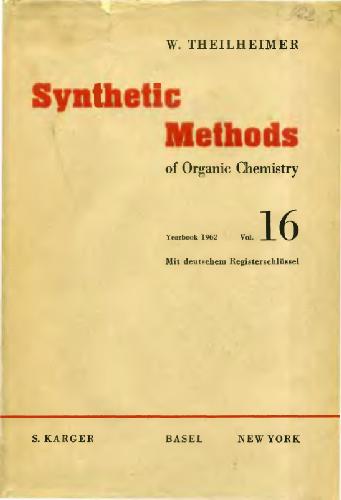 W. THEILHEIMER
Synthetic
Methods
of Organic Chemistry
Yearbook 1962 Vol. 16
Mit deutschem Registerschlüssel
S. KARGER BASEL NEW YORK